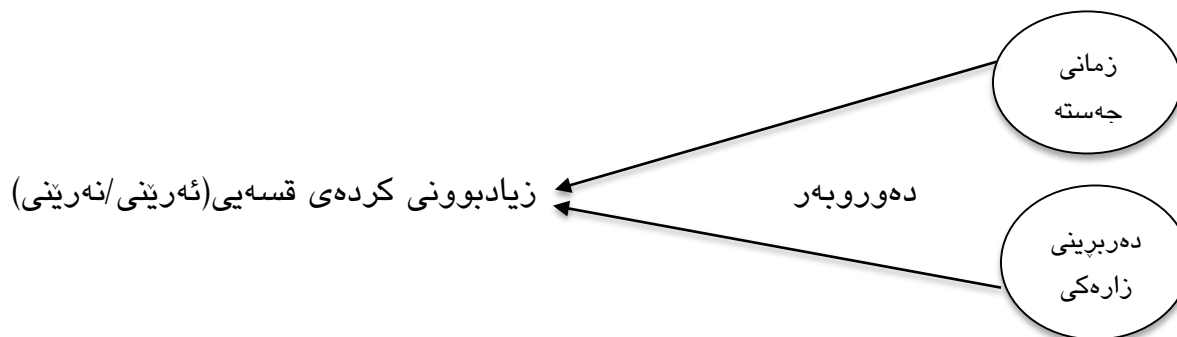 زمانی
جەستە
دەوروبەر
زیادبوونی کردەی قسەیی(ئەرێنی/نەرێنی)
دەربڕینی
زارەکی